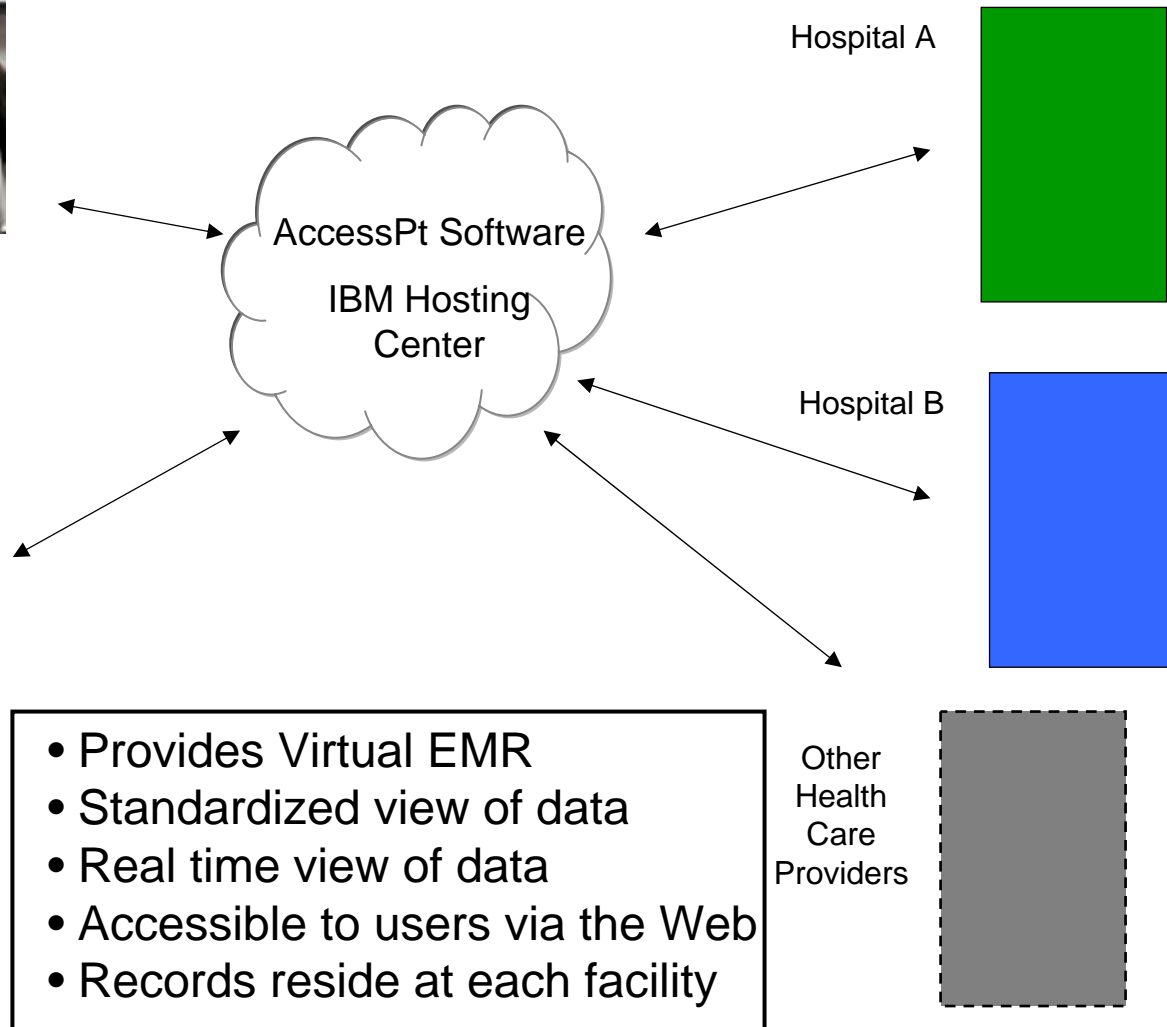 Hospital A
AccessPt Software
IBM Hosting
Center
Hospital B
• Provides Virtual EMR
• Standardized view of data
• Real time view of data
• Accessible to users via the Web
• Records reside at each facility
Other
Health
Care
Providers